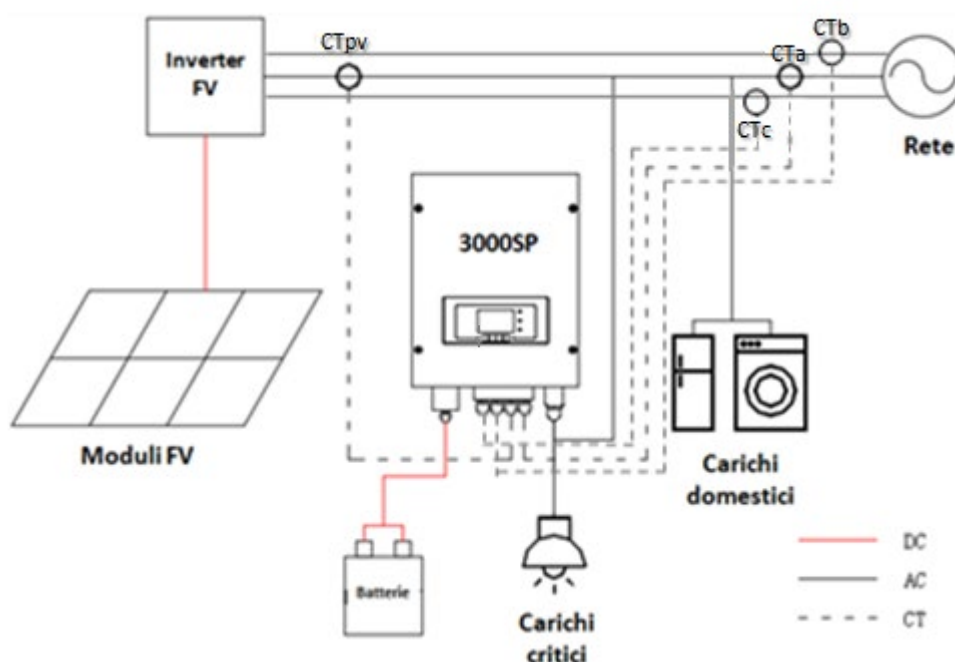 CTpv
CTb
CTa
Inverter
FV
CTc
Rete
3000SP
Moduli FV
Carichi
domestici
Batterie
Carichi
critici
DC
AC
CT